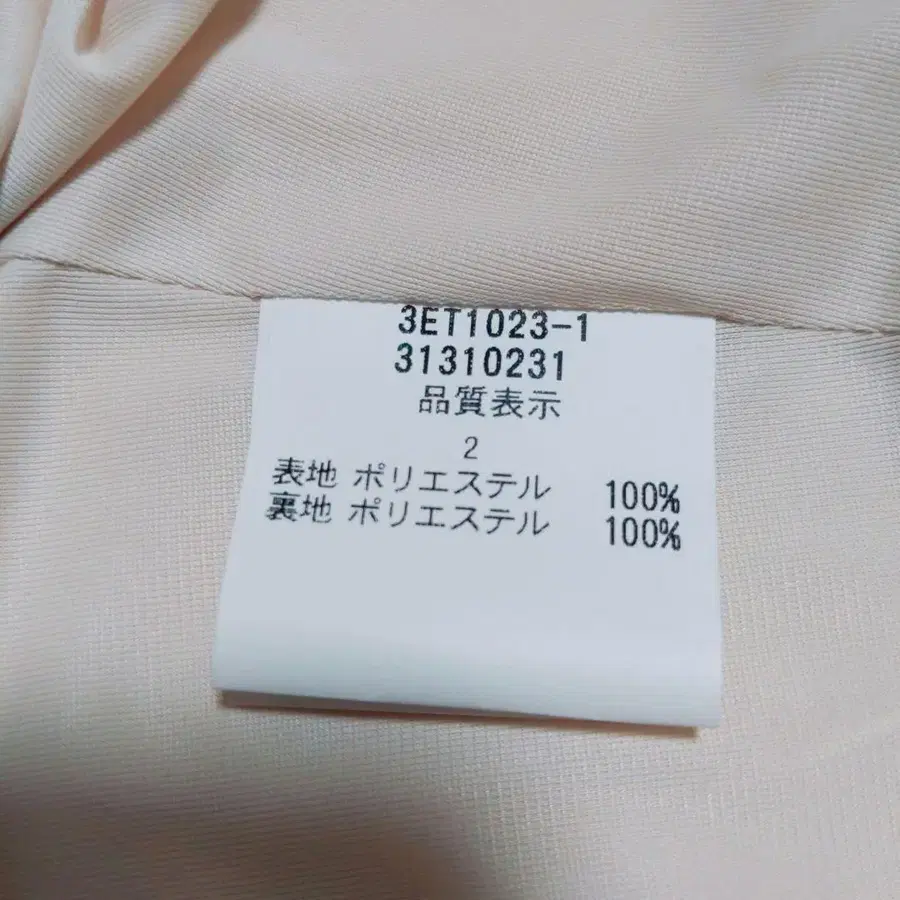 3ET1023-1
31310231
品質表示
2
表地 ポリエステル 100%
裏地 ポリエステル 100%